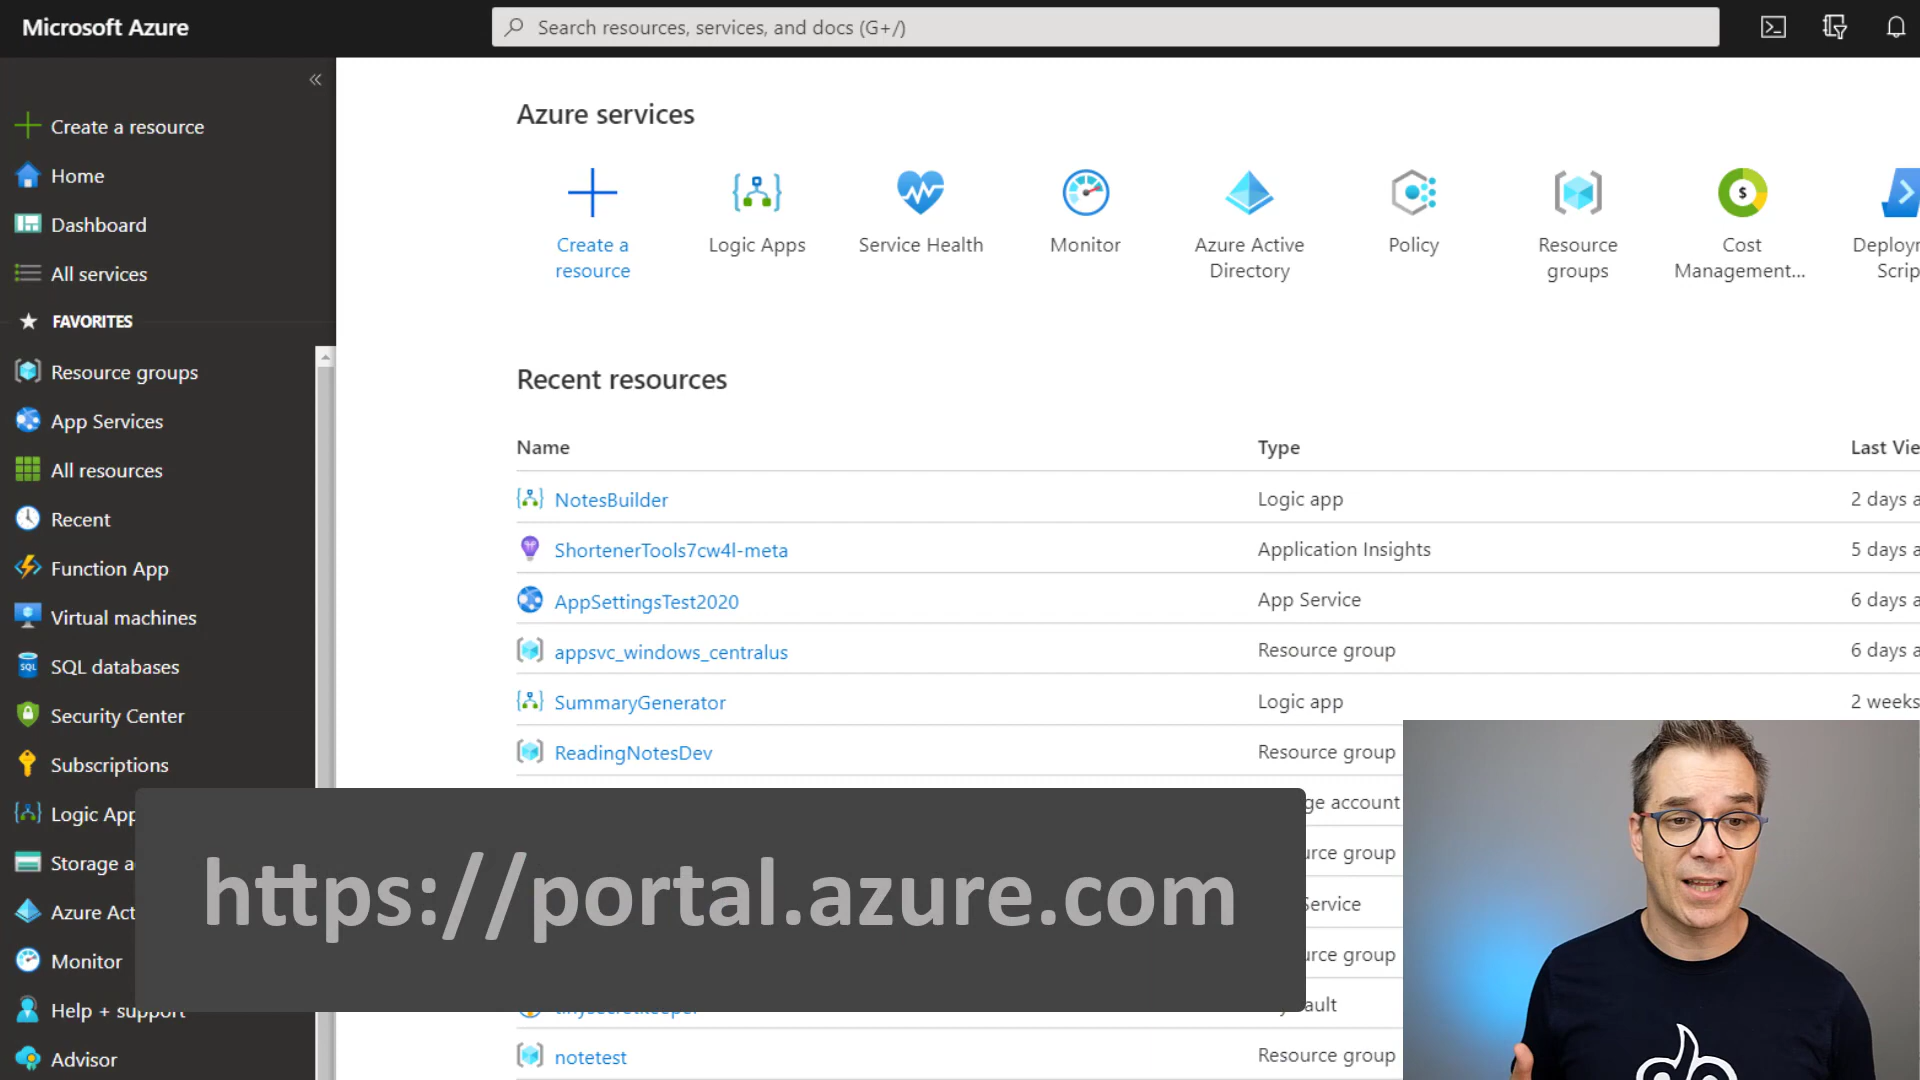 Microsoft Azure
Search resources, services, and docs (G+/)
Create a resource
Home
Dashboard
All services
FAVORITES
Resource groups
App Services
All resources
Recent
Function App
Virtual machines
SQL databases
Security Center
Subscriptions
Logic App
Storage a
Azure Act
Monitor
Help + support
Advisor
Azure services
Create a resource
Logic Apps
Service Health
Monitor
Azure Active Directory
Policy
Resource groups
Cost Management...
Deployr
Scrip
Recent resources
Name Type Last Vie
NotesBuilder Logic app 2 days a
ShortenerTools7cw4l-meta Application Insights 5 days a
AppSettingsTest2020 App Service 6 days a
appsvc_windows_centralus Resource group 6 days a
SummaryGenerator Logic app 2 weeks
ReadingNotesDev Resource group
ge account
urce group
Service
urce group
ault
notetest Resource group
https://portal.azure.com